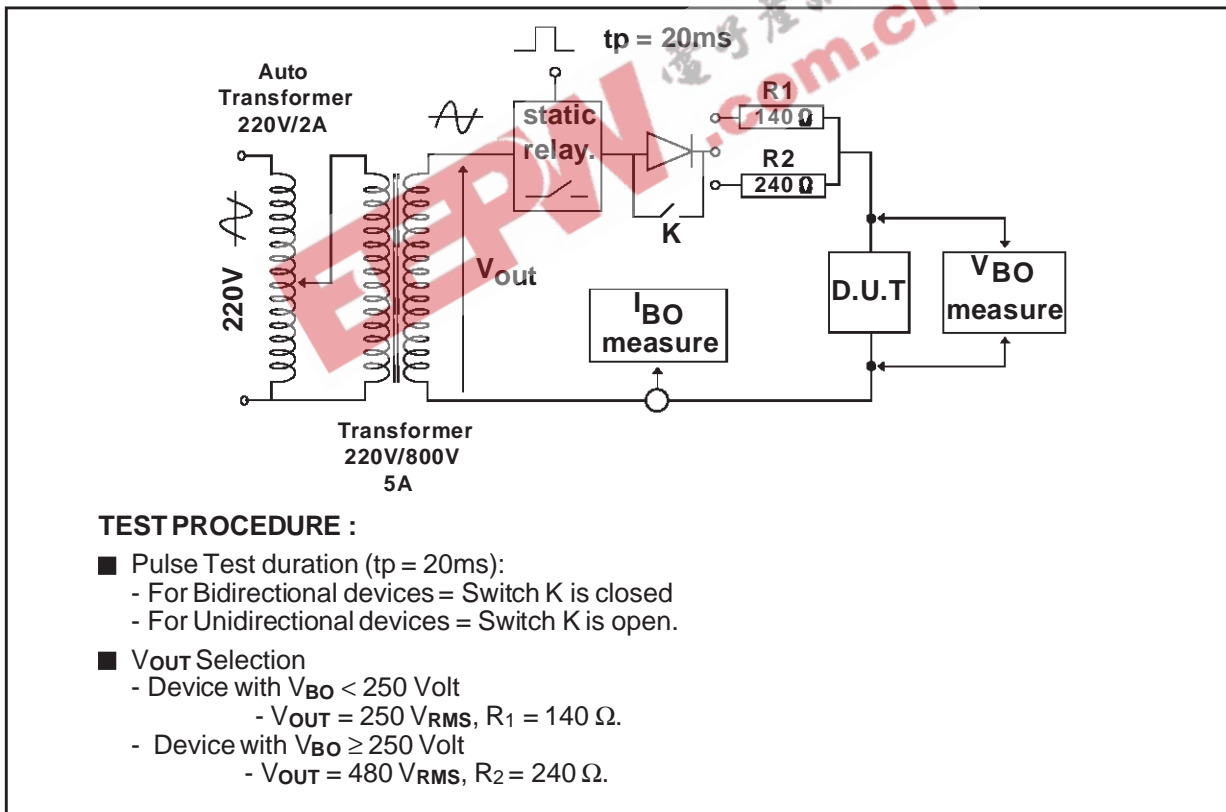 tp = 20ms
Auto
Transformer
220V/2A
static
relay.
R1
140 Ω
R2
240 Ω
K
220V
Vout
IBO
measure
D.U.T
VBO
measure
Transformer
220V/800V
5A
EEPW
.com.cn
TEST PROCEDURE :
■ Pulse Test duration (tp = 20ms):
- For Bidirectional devices = Switch K is closed
- For Unidirectional devices = Switch K is open.
■ VOUT Selection
- Device with VBO < 250 Volt
- VOUT = 250 VRMS, R1 = 140 Ω.
- Device with VBO ≥ 250 Volt
- VOUT = 480 VRMS, R2 = 240 Ω.